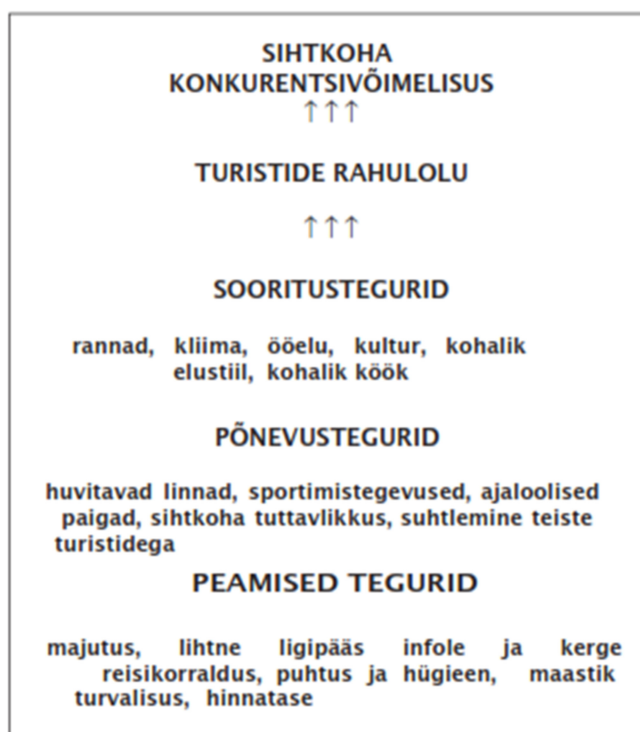 SIHTKOHA
KONKURENTSIVÕIMELISUS
↑↑↑
TURISTIDE RAHULOLU
↑↑↑
SOORITUSTEGURID
rannad, kliima, ööelu, kultur, kohalik
elustiil, kohalik köök
PÕNEVUSTEGURID
huvitavad linnad, sportimistegevused, ajaloolised
paigad, sihtkoha tuttavlikkus, suhtlemine teiste
turistidega
PEAMISED TEGURID
majutus, lihtne ligipääs infole ja kerge
reisikorraldus, puhtus ja hügieen, maastik
turvalisus, hinnatase